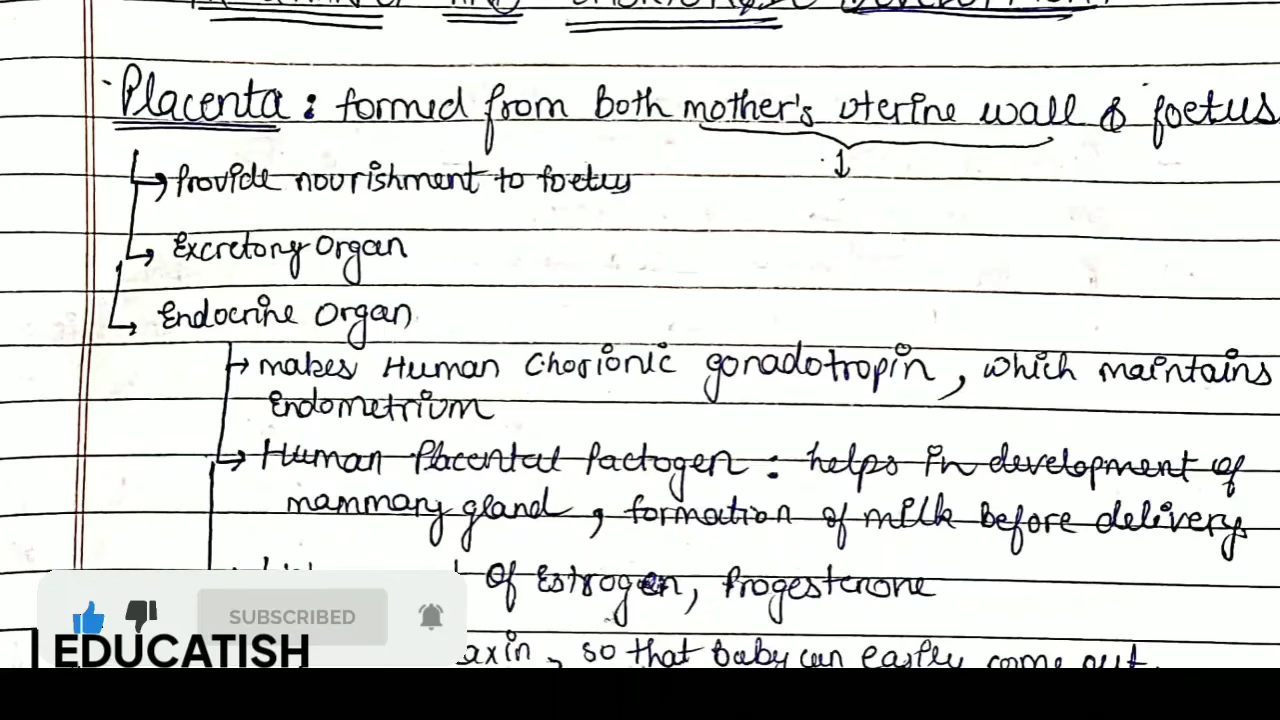 Placenta : formed from both mother's uterine wall & foetus
→ Provide nourishment to foetus
→ Excretory Organ
→ Endocrine Organ
→ makes Human Chorionic gonadotropin, which maintains
Endometrium
→ Human Placental Pactogen : helps in development of
mammary gland, formation of milk before delivery
of Estrogen, Progesterone
axin, so that baby can easily come out.
SUBSCRIBED
EDUCATISH